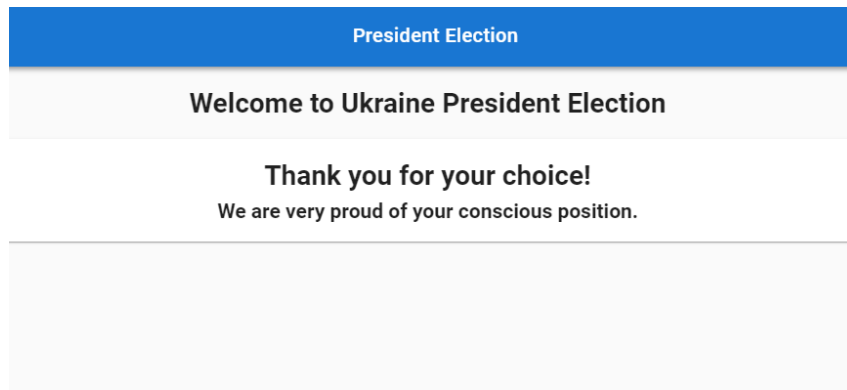 President Election
Welcome to Ukraine President Election
Thank you for your choice!
We are very proud of your conscious position.